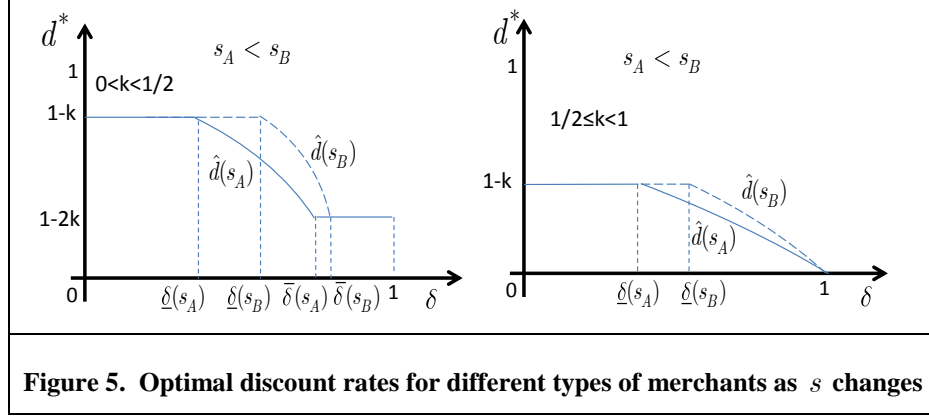 d*
s_A < s_B
1
0<k<1/2
1-k
d̂(s_A)
d̂(s_B)
1-2k
0
δ̲(s_A) δ̲(s_B) δ̅(s_A) δ̅(s_B) 1 δ
d*
s_A < s_B
1
1/2≤k<1
1-k
d̂(s_B)
d̂(s_A)
0
δ̲(s_A) δ̲(s_B) 1 δ
Figure 5. Optimal discount rates for different types of merchants as s changes